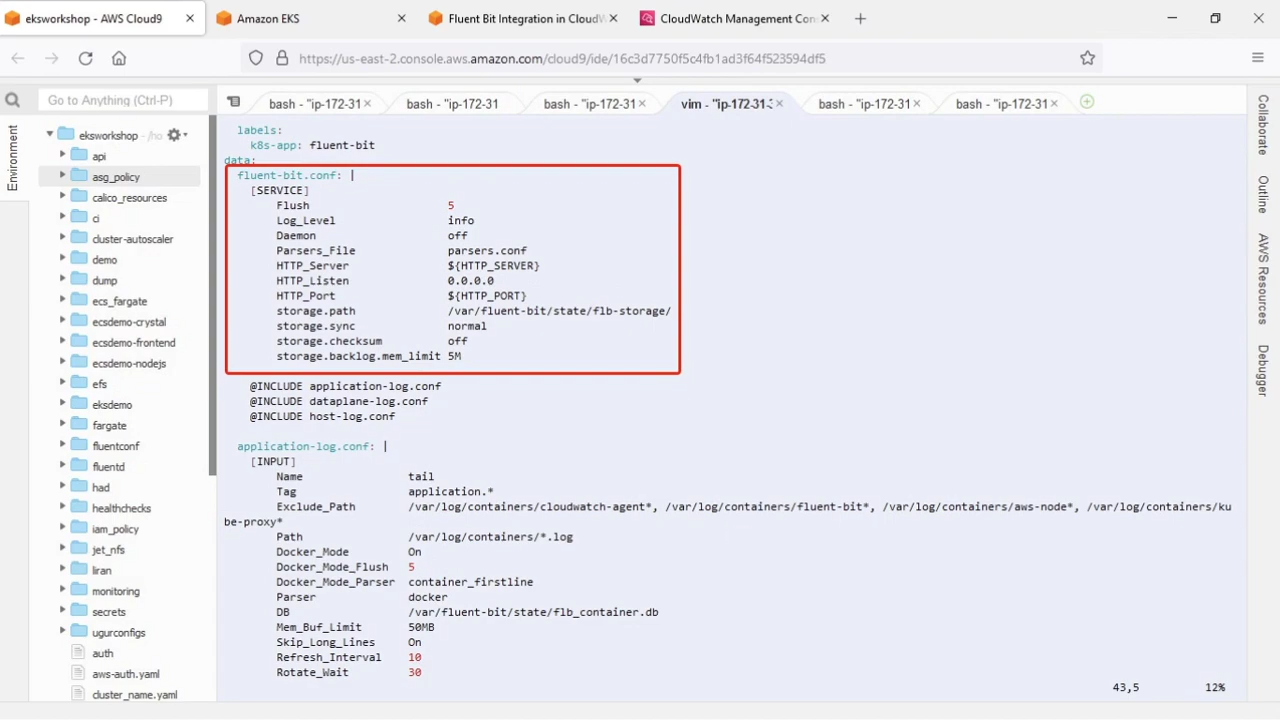 eksworkshop - AWS Cloud9
Amazon EKS
Fluent Bit Integration in CloudW
CloudWatch Management Con
https://us-east-2.console.aws.amazon.com/cloud9/ide/16c3d7750f5c4fb1ad3f64f523594df5
Go to Anything (Ctrl-P)
bash - "ip-172-31
bash - "ip-172-31
bash - "ip-172-31
vim - "ip-172-31-3
bash - "ip-172-31
bash - "ip-172-31
Environment
eksworkshop - /ho
api
asg_policy
calico_resources
ci
cluster-autoscaler
demo
dump
ecs_fargate
ecsdemo-crystal
ecsdemo-frontend
ecsdemo-nodejs
efs
eksdemo
fargate
fluentconf
fluentd
had
healthchecks
iam_policy
jet_nfs
liran
monitoring
secrets
ugurconfigs
auth
aws-auth.yaml
cluster_name.yaml
labels:
k8s-app: fluent-bit
data:
fluent-bit.conf: |
[SERVICE]
Flush 5
Log_Level info
Daemon off
Parsers_File parsers.conf
HTTP_Server ${HTTP_SERVER}
HTTP_Listen 0.0.0.0
HTTP_Port ${HTTP_PORT}
storage.path /var/fluent-bit/state/flb-storage/
storage.sync normal
storage.checksum off
storage.backlog.mem_limit 5M
@INCLUDE application-log.conf
@INCLUDE dataplane-log.conf
@INCLUDE host-log.conf
application-log.conf: |
[INPUT]
Name tail
Tag application.*
Exclude_Path /var/log/containers/cloudwatch-agent*, /var/log/containers/fluent-bit*, /var/log/containers/aws-node*, /var/log/containers/ku
be-proxy*
Path /var/log/containers/*.log
Docker_Mode On
Docker_Mode_Flush 5
Docker_Mode_Parser container_firstline
Parser docker
DB /var/fluent-bit/state/flb_container.db
Mem_Buf_Limit 50MB
Skip_Long_Lines On
Refresh_Interval 10
Rotate_Wait 30
43,5 12%
Collaborate
Outline
AWS Resources
Debugger